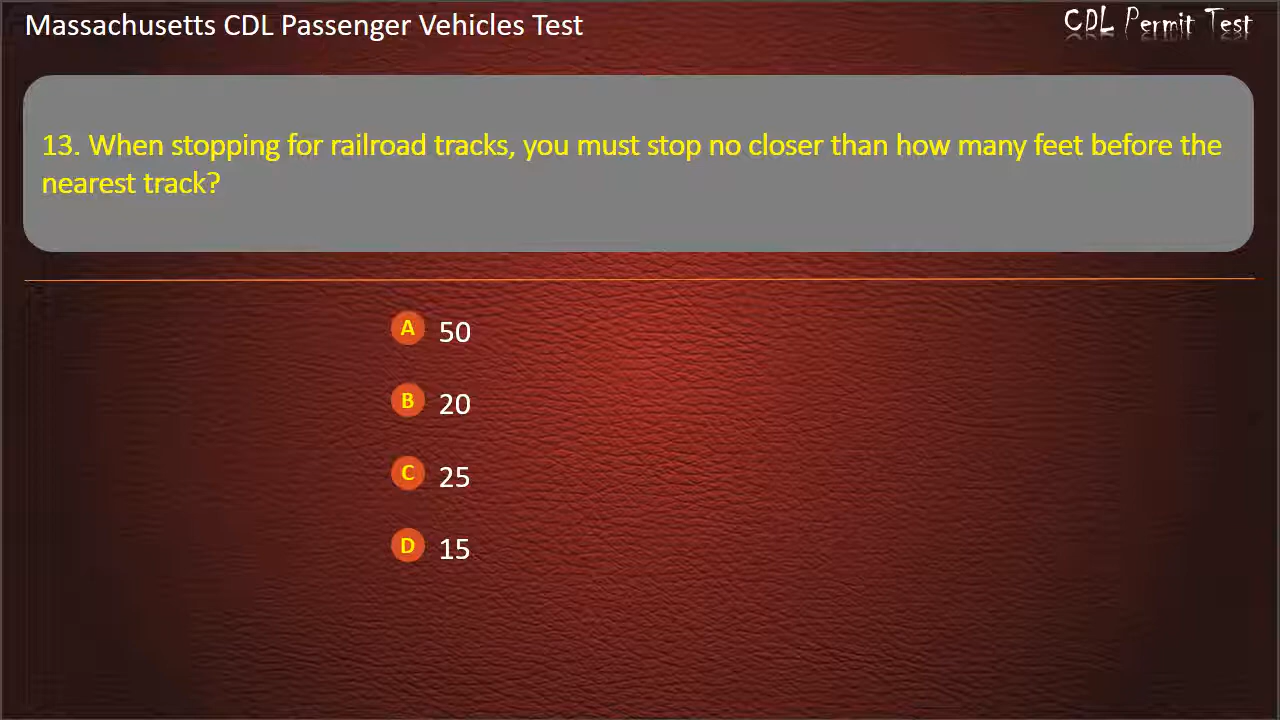 Massachusetts CDL Passenger Vehicles Test
CDL Permit Test
13. When stopping for railroad tracks, you must stop no closer than how many feet before the
nearest track?
A 50
B 20
C 25
D 15